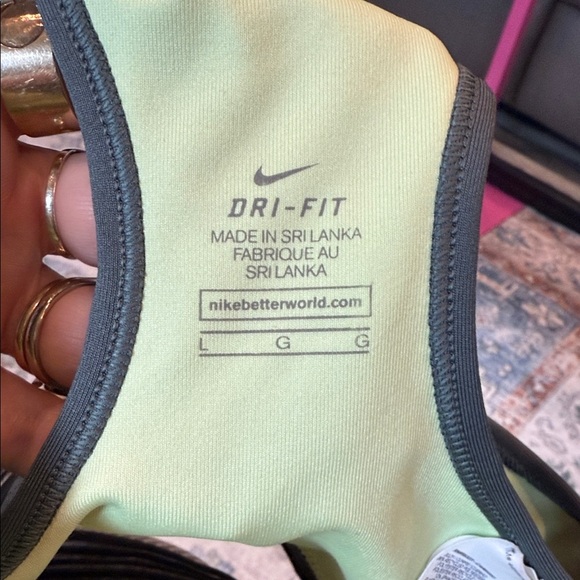 DRI-FIT
MADE IN SRI LANKA
FABRIQUE AU
SRI LANKA
nikebetterworld.com
L G G